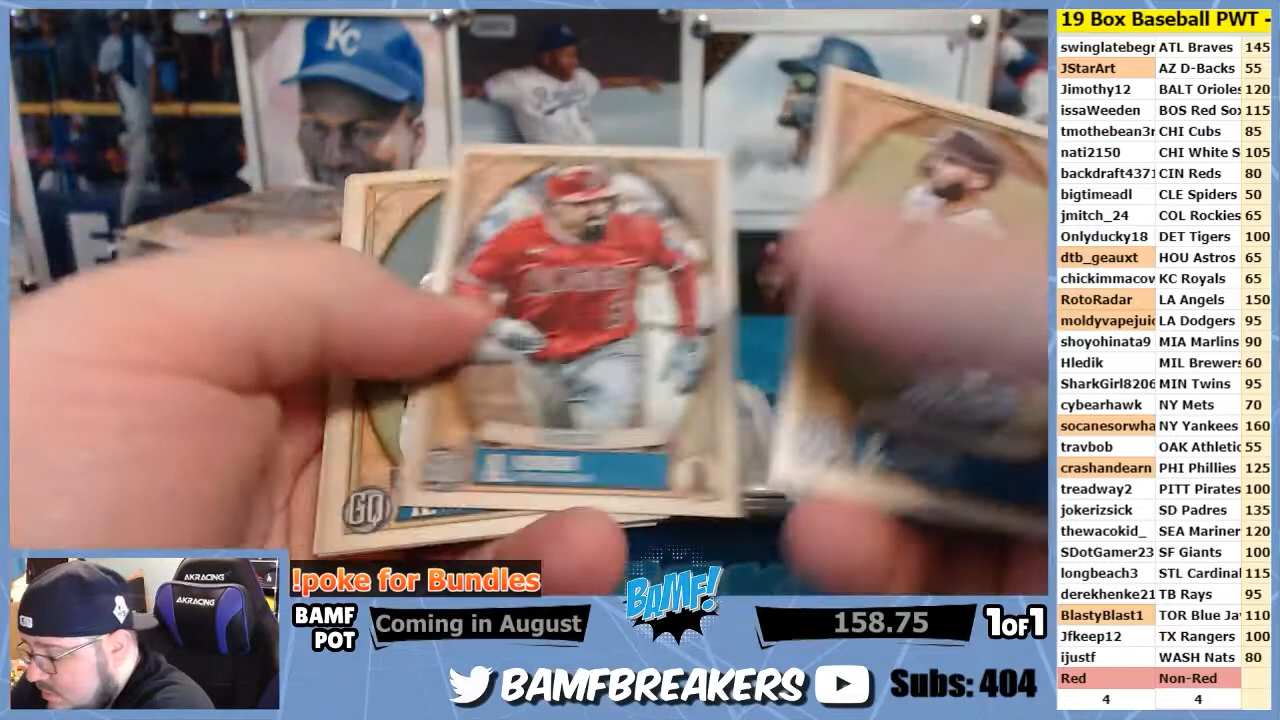 19 Box Baseball PWT -
swinglatebegr ATL Braves 145
JStarArt AZ D-Backs 55
Jimothy12 BALT Orioles 120
issaWeeden BOS Red Sox 115
tmothebean3r CHI Cubs 85
nati2150 CHI White S 105
backdraft4371 CIN Reds 80
bigtimeadl CLE Spiders 50
jmitch_24 COL Rockies 65
Onlyducky18 DET Tigers 100
dtb_geauxt HOU Astros 65
chickimmacov KC Royals 65
RotoRadar LA Angels 150
moldyvapejuic LA Dodgers 95
shoyohinata9 MIA Marlins 90
Hledik MIL Brewers 60
SharkGirl8206 MIN Twins 95
cybearhawk NY Mets 70
socanesorwha NY Yankees 160
travbob OAK Athletic 55
crashandearn PHI Phillies 125
treadway2 PITT Pirates 100
jokerizsick SD Padres 135
thewacokid_ SEA Mariner 120
SDotGamer23 SF Giants 100
longbeach3 STL Cardinal 115
derekhenke21 TB Rays 95
BlastyBlast1 TOR Blue Ja 110
Jfkeep12 TX Rangers 100
ijustf WASH Nats 80
Red Non-Red
4 4
KC
GQ
AKRACING
AKRACING
!poke for Bundles
BAMF POT
Coming in August
BAMF!
158.75
1 OF 1
BAMFBREAKERS
Subs: 404